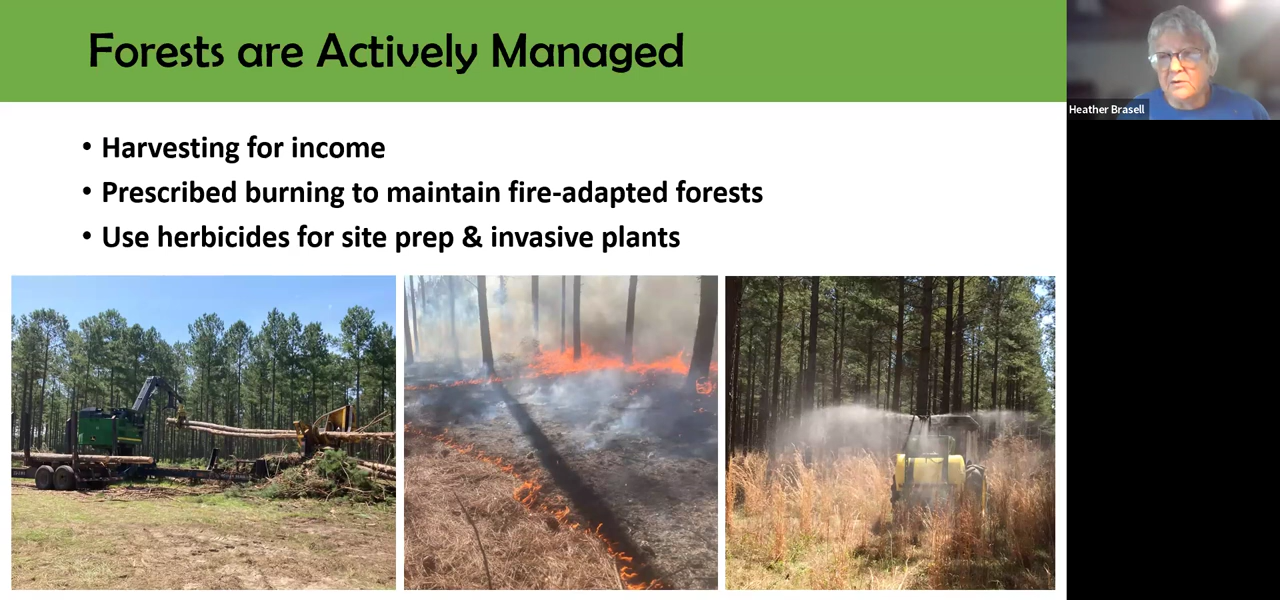 Forests are Actively Managed
Heather Brasell
• Harvesting for income
• Prescribed burning to maintain fire-adapted forests
• Use herbicides for site prep & invasive plants